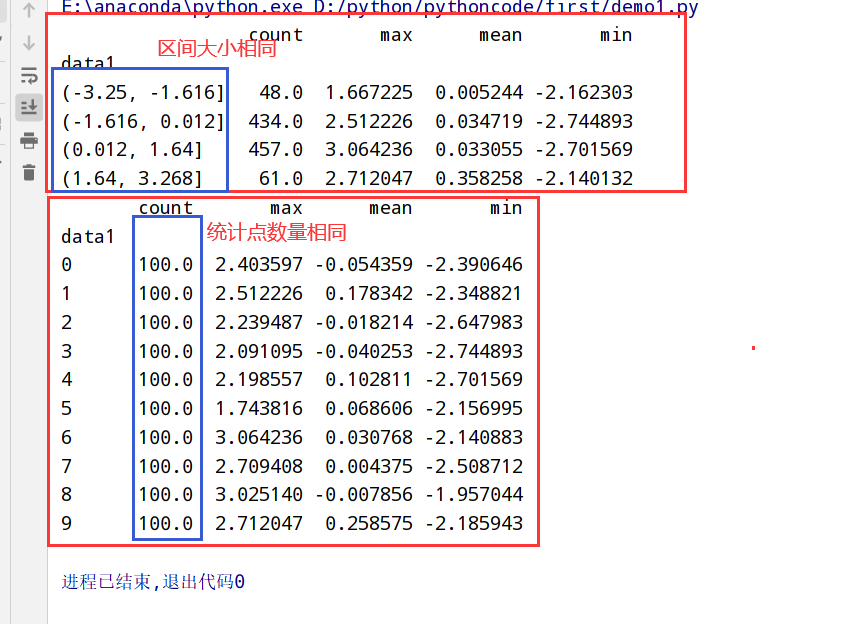 E:\anaconda\python.exe D:/python/pythoncode/first/demo1.py
count max mean min
区间大小相同
data1
(-3.25, -1.616] 48.0 1.667225 0.005244 -2.162303
(-1.616, 0.012] 434.0 2.512226 0.034719 -2.744893
(0.012, 1.64] 457.0 3.064236 0.033055 -2.701569
(1.64, 3.268] 61.0 2.712047 0.358258 -2.140132
count max mean min
统计点数量相同
data1
0 100.0 2.403597 -0.054359 -2.390646
1 100.0 2.512226 0.178342 -2.348821
2 100.0 2.239487 -0.018214 -2.647983
3 100.0 2.091095 -0.040253 -2.744893
4 100.0 2.198557 0.102811 -2.701569
5 100.0 1.743816 0.068606 -2.156995
6 100.0 3.064236 0.030768 -2.140883
7 100.0 2.709408 0.004375 -2.508712
8 100.0 3.025140 -0.007856 -1.957044
9 100.0 2.712047 0.258575 -2.185943
进程已结束,退出代码0